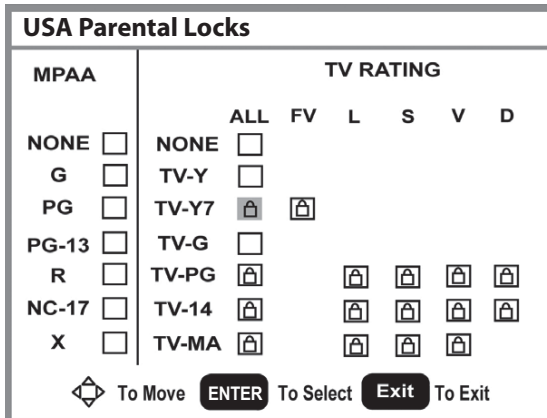 USA Parental Locks
MPAA TV RATING
ALL FV L S V D
NONE NONE
G TV-Y
PG TV-Y7
PG-13 TV-G
R TV-PG
NC-17 TV-14
X TV-MA
To Move ENTER To Select Exit To Exit